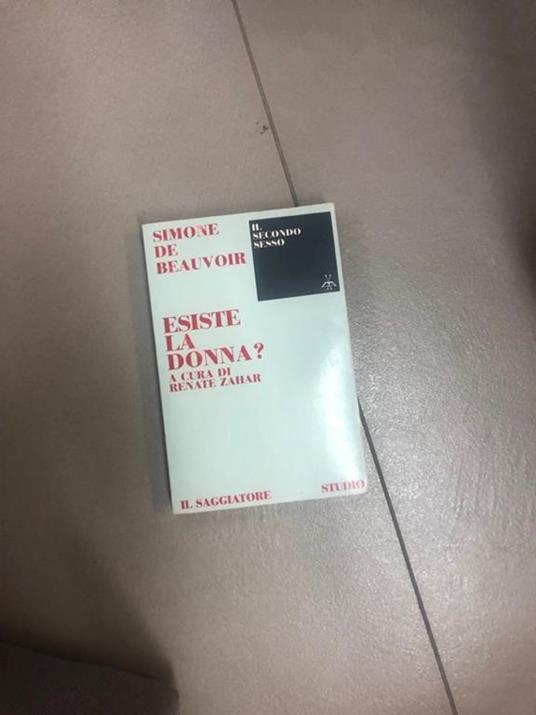 SIMONE
DE
BEAUVOIR
IL
SECONDO
SESSO
ESISTE
LA
DONNA?
A CURA DI
RENATE ZAHAR
IL SAGGIATORE
STUDIO